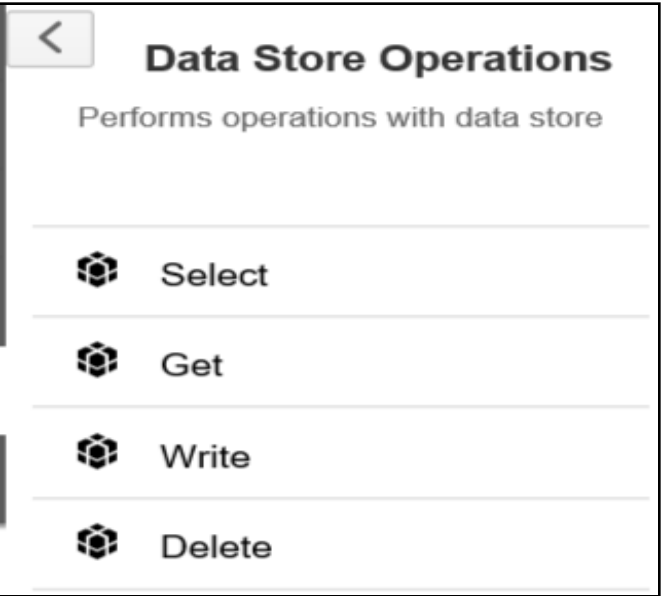 Data Store Operations
Performs operations with data store
Select
Get
Write
Delete